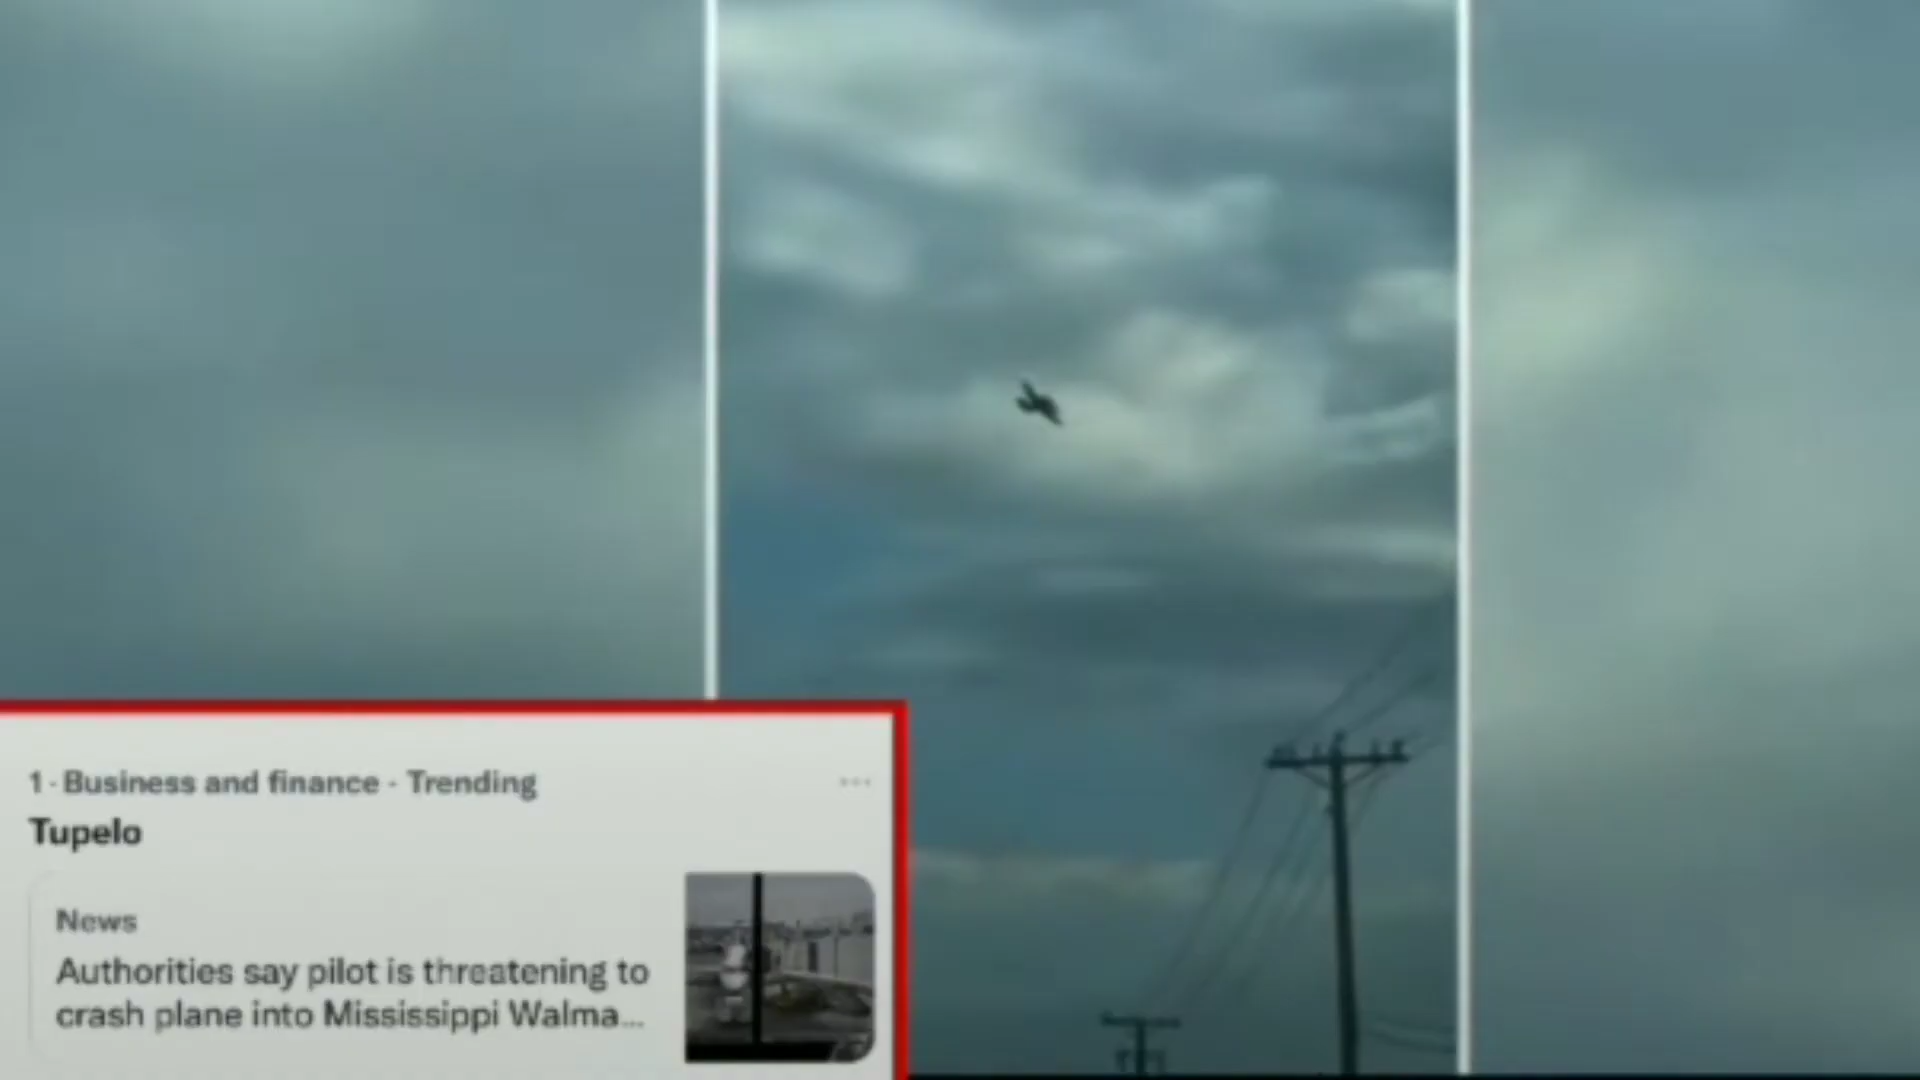 1 · Business and finance · Trending
Tupelo
News
Authorities say pilot is threatening to
crash plane into Mississippi Walma...